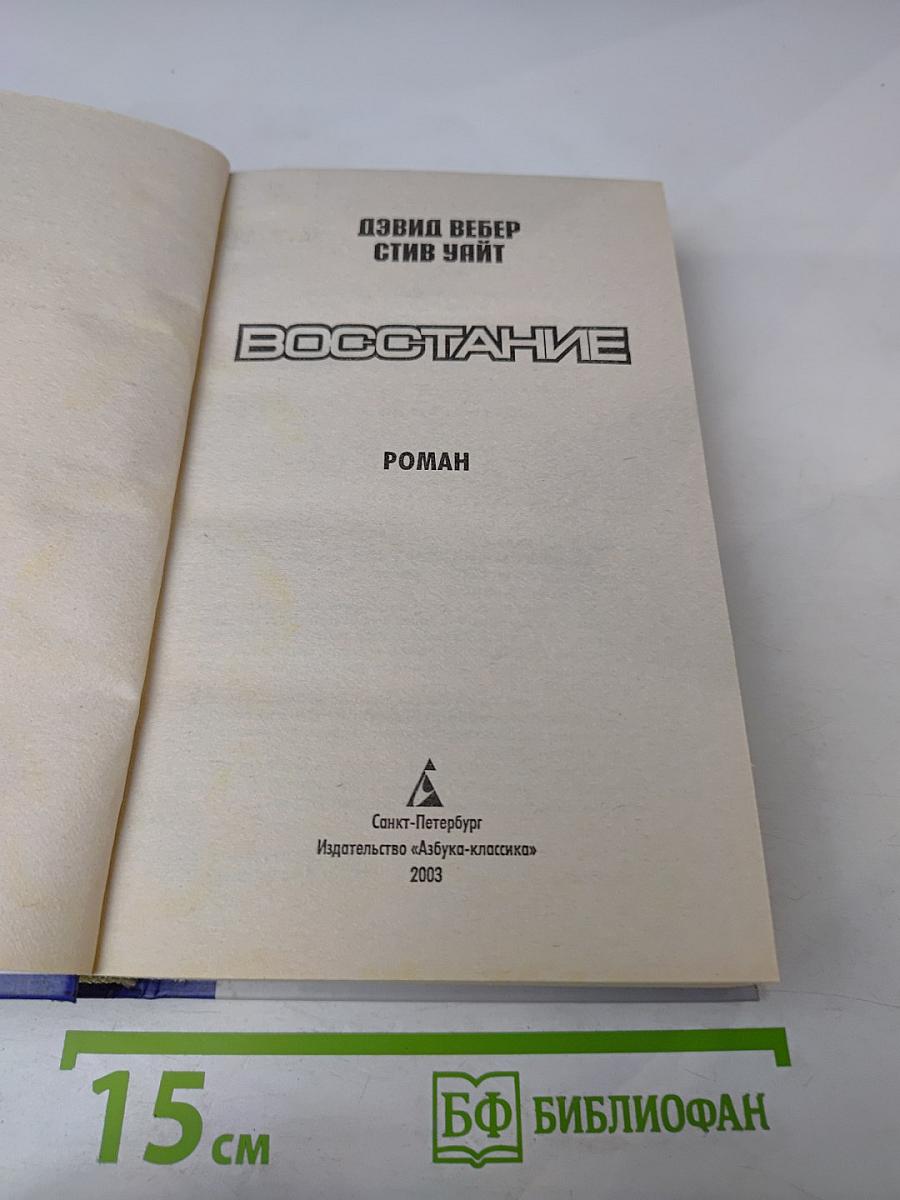 ДЭВИД ВЕБЕР
СТИВ УАЙТ
ВОССТАНИЕ
РОМАН
Санкт-Петербург
Издательство «Азбука-классика»
2003
15 см
БФ БИБЛИОФАН